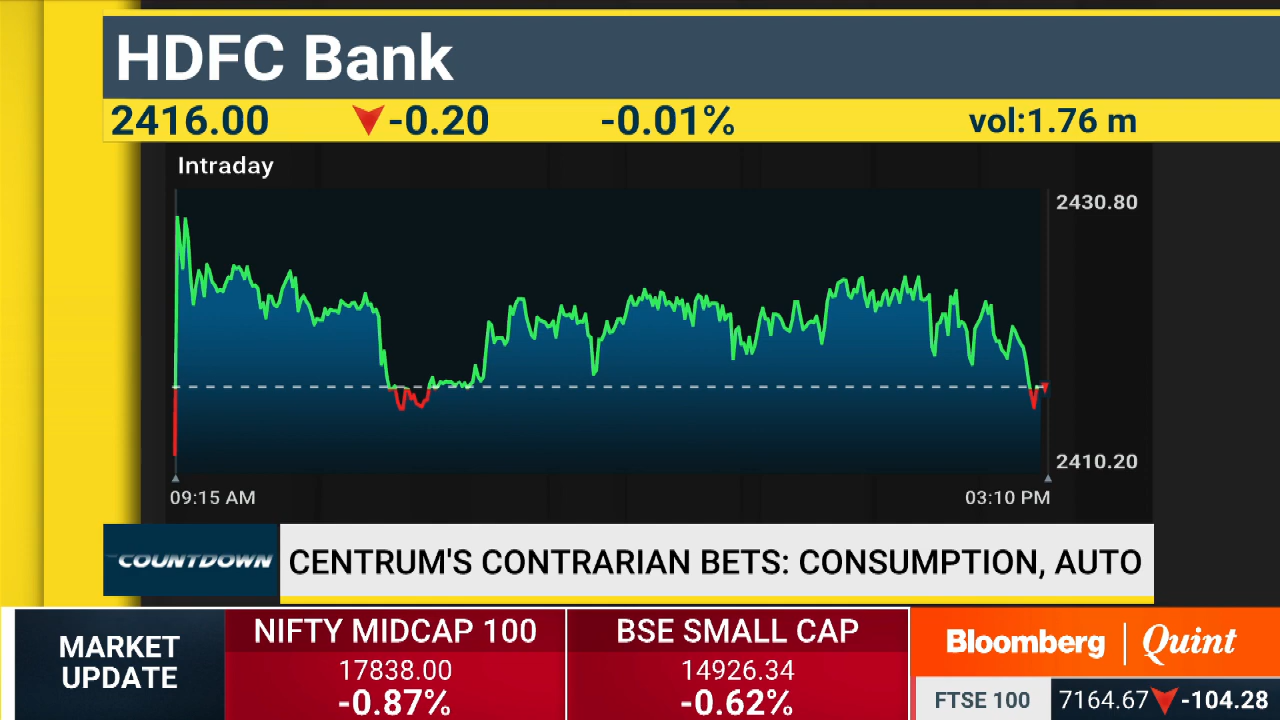 HDFC Bank
2416.00 -0.20 -0.01% vol:1.76 m
Intraday
2430.80
2410.20
09:15 AM 03:10 PM
COUNTDOWN CENTRUM'S CONTRARIAN BETS: CONSUMPTION, AUTO
MARKET UPDATE
NIFTY MIDCAP 100
17838.00
-0.87%
BSE SMALL CAP
14926.34
-0.62%
Bloomberg | Quint
FTSE 100 7164.67 -104.28